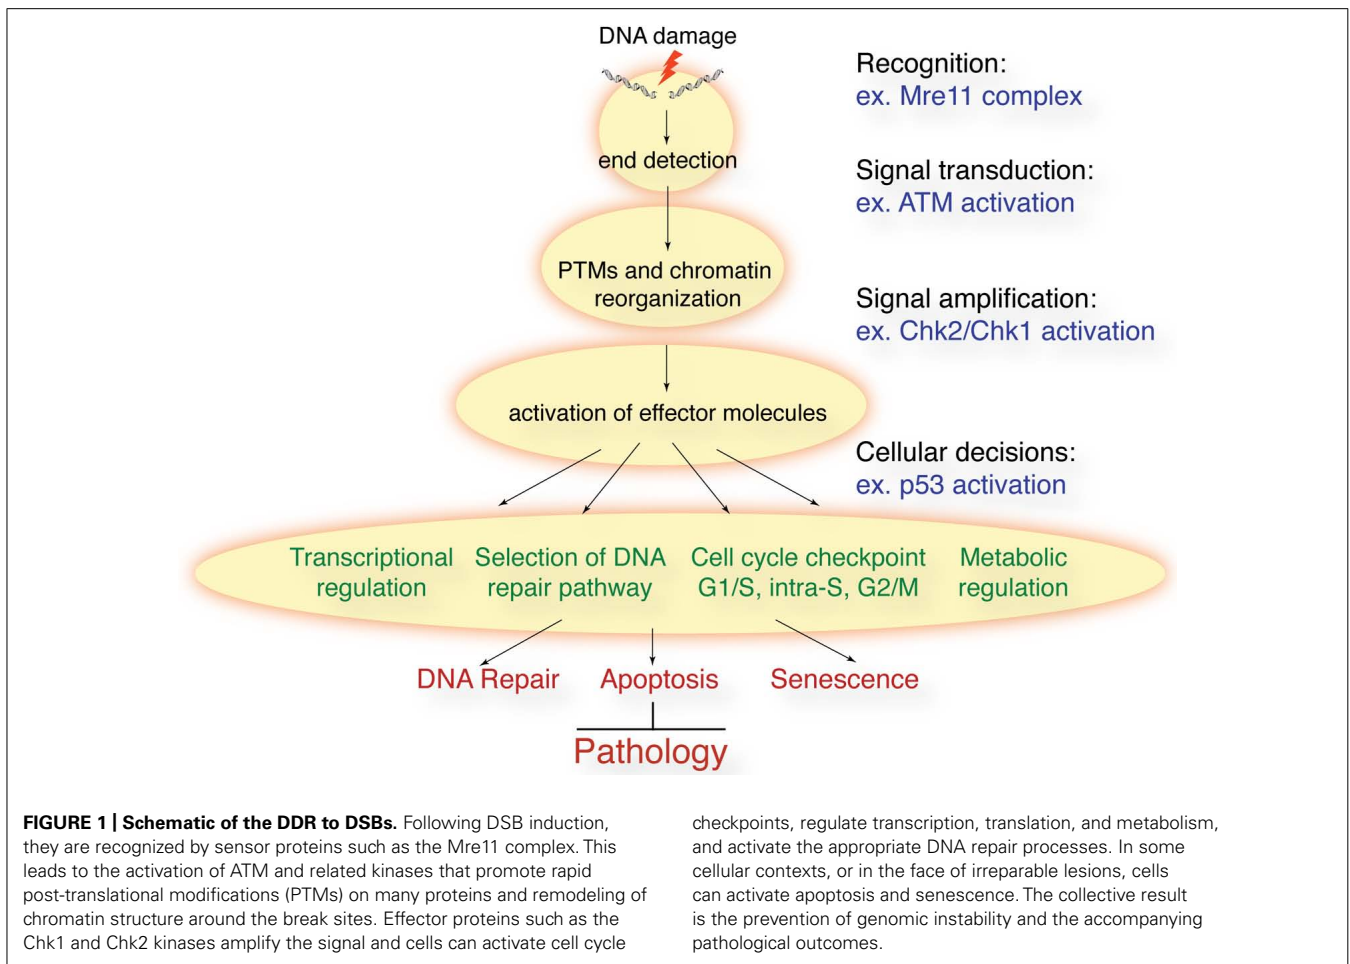 DNA damage
end detection
PTMs and chromatin
reorganization
activation of effector molecules
Recognition:
ex. Mre11 complex
Signal transduction:
ex. ATM activation
Signal amplification:
ex. Chk2/Chk1 activation
Cellular decisions:
ex. p53 activation
Transcriptional
regulation
Selection of DNA
repair pathway
Cell cycle checkpoint
G1/S, intra-S, G2/M
Metabolic
regulation
DNA Repair
Apoptosis
Senescence
Pathology
FIGURE 1 | Schematic of the DDR to DSBs. Following DSB induction,
they are recognized by sensor proteins such as the Mre11 complex. This
leads to the activation of ATM and related kinases that promote rapid
post-translational modifications (PTMs) on many proteins and remodeling of
chromatin structure around the break sites. Effector proteins such as the
Chk1 and Chk2 kinases amplify the signal and cells can activate cell cycle
checkpoints, regulate transcription, translation, and metabolism,
and activate the appropriate DNA repair processes. In some
cellular contexts, or in the face of irreparable lesions, cells
can activate apoptosis and senescence. The collective result
is the prevention of genomic instability and the accompanying
pathological outcomes.